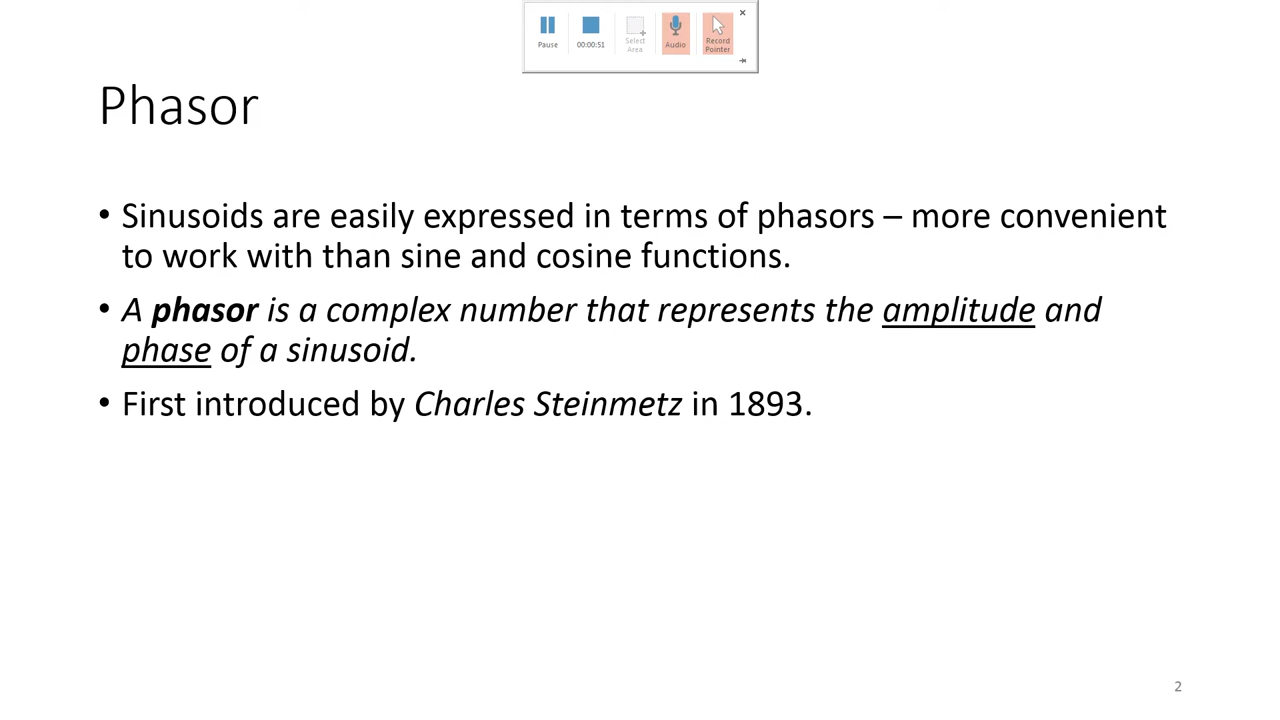 Pause
00:00:51
Select
Area
Audio
Record
Pointer
Phasor
• Sinusoids are easily expressed in terms of phasors – more convenient
to work with than sine and cosine functions.
• A phasor is a complex number that represents the amplitude and
phase of a sinusoid.
• First introduced by Charles Steinmetz in 1893.
2